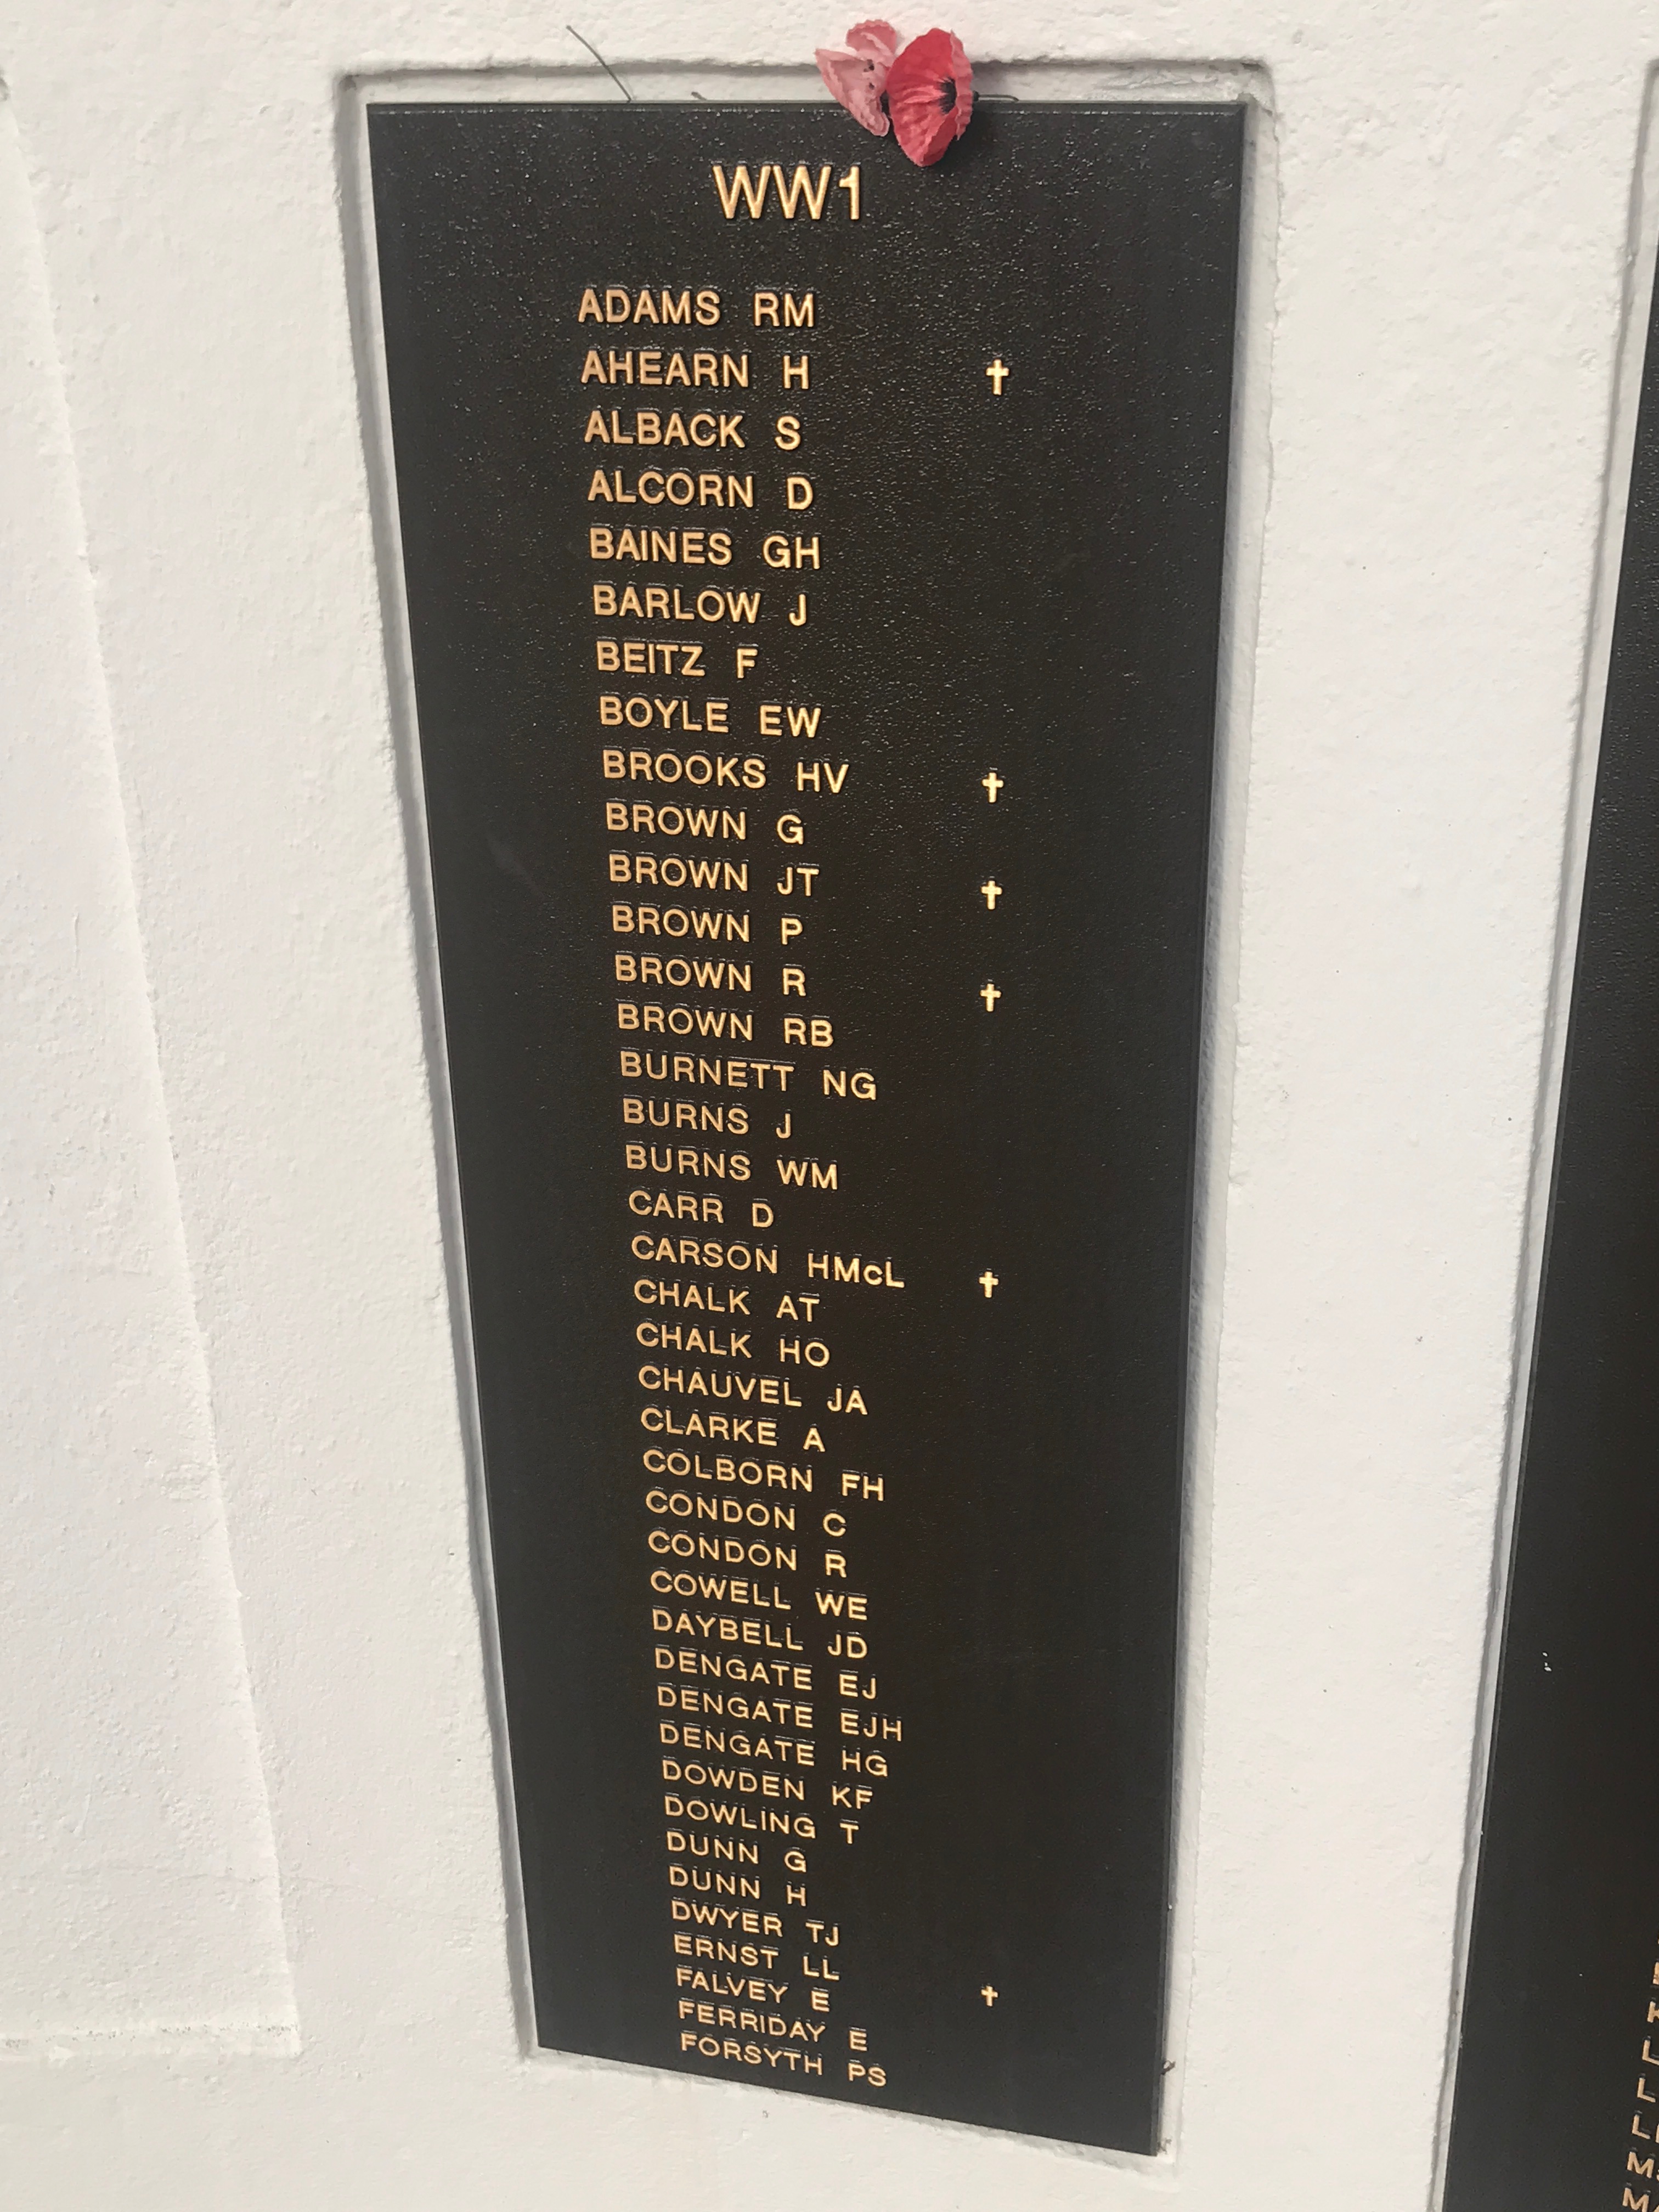 WW1
ADAMS RM
AHEARN H ✝
ALBACK S
ALCORN D
BAINES GH
BARLOW J
BEITZ F
BOYLE EW
BROOKS HV ✝
BROWN G
BROWN JT ✝
BROWN P
BROWN R ✝
BROWN RB
BURNETT NG
BURNS J
BURNS WM
CARR D
CARSON HMcL ✝
CHALK AT
CHALK HO
CHAUVEL JA
CLARKE A
COLBORN FH
CONDON C
CONDON R
COWELL WE
DAYBELL JD
DENGATE EJ
DENGATE EJH
DENGATE HG
DOWDEN KF
DOWLING T
DUNN G
DUNN H
DWYER TJ
ERNST LL
FALVEY E ✝
FERRIDAY E
FORSYTH PS